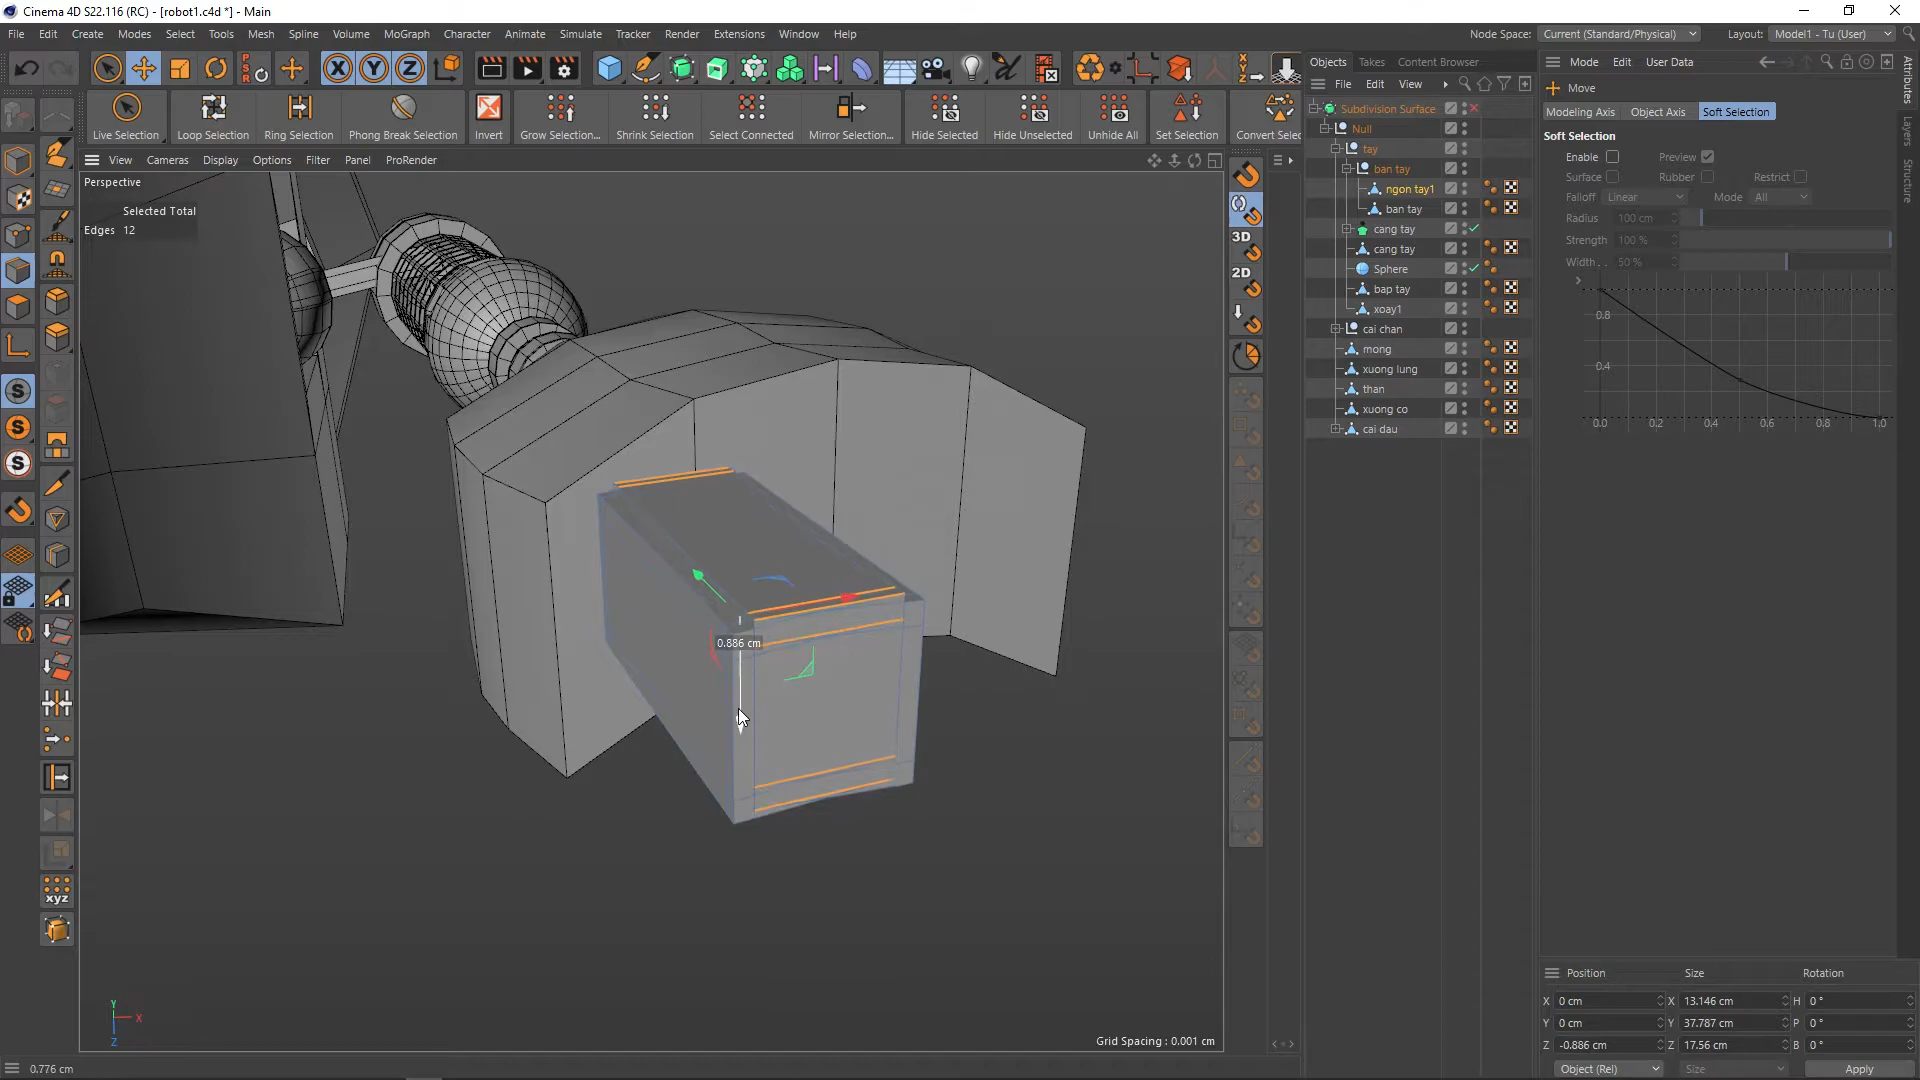 Cinema 4D S22.116 (RC) - [robot1.c4d *] - Main
File Edit Create Modes Select Tools Mesh Spline Volume MoGraph Character Animate Simulate Tracker Render Extensions Window Help
Node Space: Current (Standard/Physical) Layout: Model1 - Tu (User)
PSR
X Y Z
Live Selection Loop Selection Ring Selection Phong Break Selection Invert Grow Selection... Shrink Selection Select Connected Mirror Selection... Hide Selected Hide Unselected Unhide All Set Selection Convert Selec
View Cameras Display Options Filter Panel ProRender
Perspective
Selected Total
Edges 12
0.886 cm
Y
X
Z
Grid Spacing : 0.001 cm
0.776 cm
S
S
S
xyz
3D
2D
Objects Takes Content Browser
File Edit View
Subdivision Surface
Null
tay
ban tay
ngon tay1
ban tay
cang tay
cang tay
Sphere
bap tay
xoay1
cai chan
mong
xuong lung
than
xuong co
cai dau
Mode Edit User Data
Move
Modeling Axis Object Axis Soft Selection
Soft Selection
Enable Preview
Surface Rubber Restrict
Falloff Linear Mode All
Radius 100 cm
Strength 100 %
Width . . 50 %
0.8
0.4
0.0 0.2 0.4 0.6 0.8 1.0
Attributes
Layers
Structure
Position Size Rotation
X 0 cm X 13.146 cm H 0 °
Y 0 cm Y 37.787 cm P 0 °
Z -0.886 cm Z 17.56 cm B 0 °
Object (Rel) Size Apply